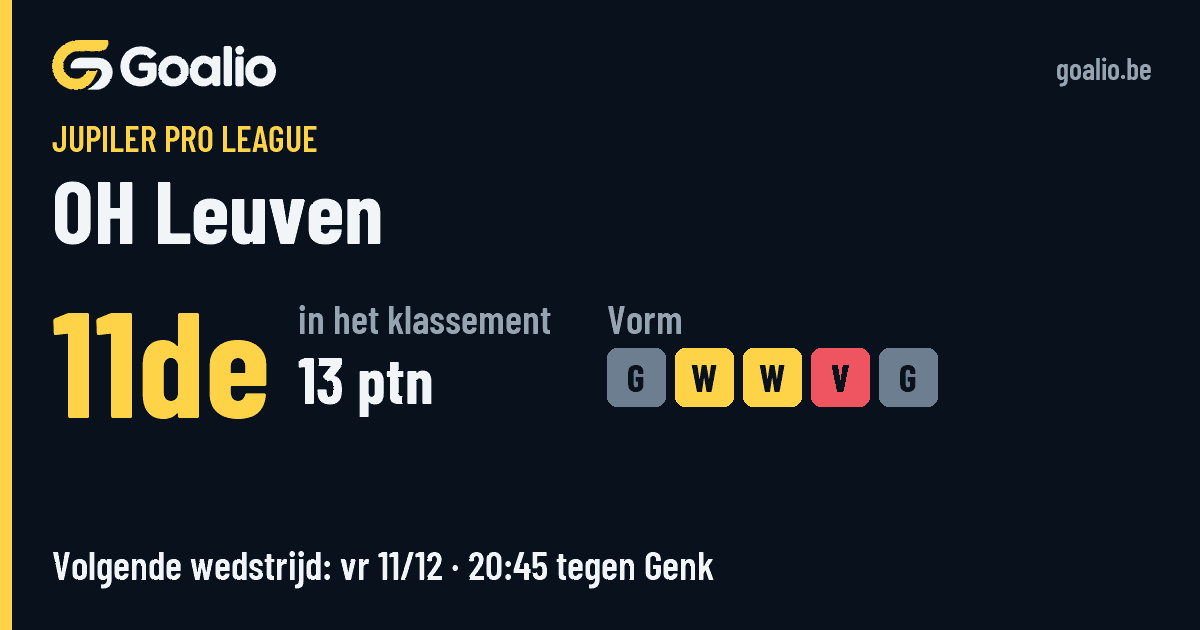 Goalio
goalio.be
JUPILER PRO LEAGUE
OH Leuven
11de
in het klassement
13 ptn
Vorm
G W W V G
Volgende wedstrijd: vr 11/12 · 20:45 tegen Genk